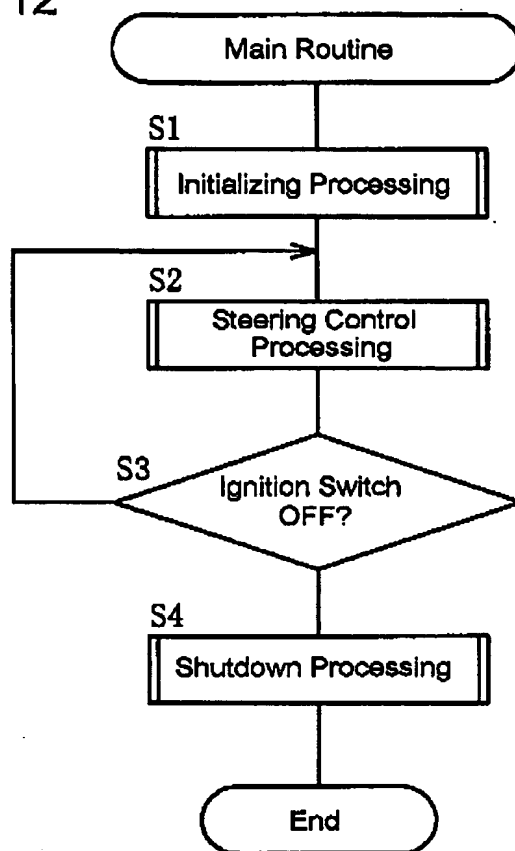 12
Main Routine
S1
Initializing Processing
S2
Steering Control
Processing
S3
Ignition Switch
OFF?
S4
Shutdown Processing
End